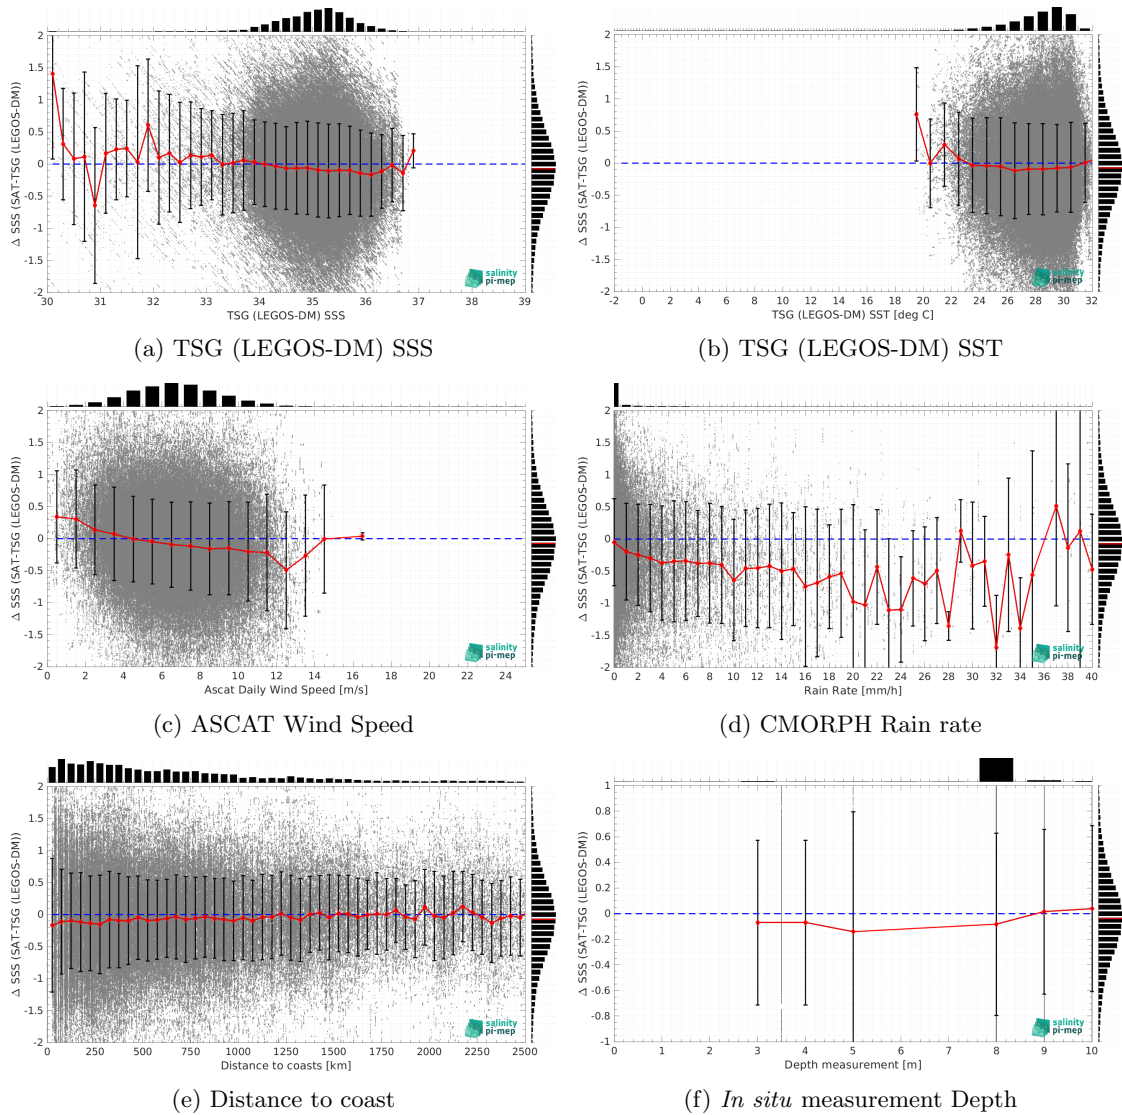 2
1.5
1
0.5
0
-0.5
-1
-1.5
-2
Δ SSS (SAT-TSG (LEGOS-DM))
30 31 32 33 34 35 36 37 38 39
TSG (LEGOS-DM) SSS
salinity
pi-mep
(a) TSG (LEGOS-DM) SSS
2
1.5
1
0.5
0
-0.5
-1
-1.5
-2
Δ SSS (SAT-TSG (LEGOS-DM))
-2 0 2 4 6 8 10 12 14 16 18 20 22 24 26 28 30 32
TSG (LEGOS-DM) SST [deg C]
salinity
pi-mep
(b) TSG (LEGOS-DM) SST
2
1.5
1
0.5
0
-0.5
-1
-1.5
-2
Δ SSS (SAT-TSG (LEGOS-DM))
0 2 4 6 8 10 12 14 16 18 20 22 24
Ascat Daily Wind Speed [m/s]
salinity
pi-mep
(c) ASCAT Wind Speed
2
1.5
1
0.5
0
-0.5
-1
-1.5
-2
Δ SSS (SAT-TSG (LEGOS-DM))
0 2 4 6 8 10 12 14 16 18 20 22 24 26 28 30 32 34 36 38 40
Rain Rate [mm/h]
salinity
pi-mep
(d) CMORPH Rain rate
2
1.5
1
0.5
0
-0.5
-1
-1.5
-2
Δ SSS (SAT-TSG (LEGOS-DM))
0 250 500 750 1000 1250 1500 1750 2000 2250 2500
Distance to coasts [km]
salinity
pi-mep
(e) Distance to coast
1
0.8
0.6
0.4
0.2
0
-0.2
-0.4
-0.6
-0.8
-1
Δ SSS (SAT-TSG (LEGOS-DM))
0 1 2 3 4 5 6 7 8 9 10
Depth measurement [m]
salinity
pi-mep
(f) In situ measurement Depth